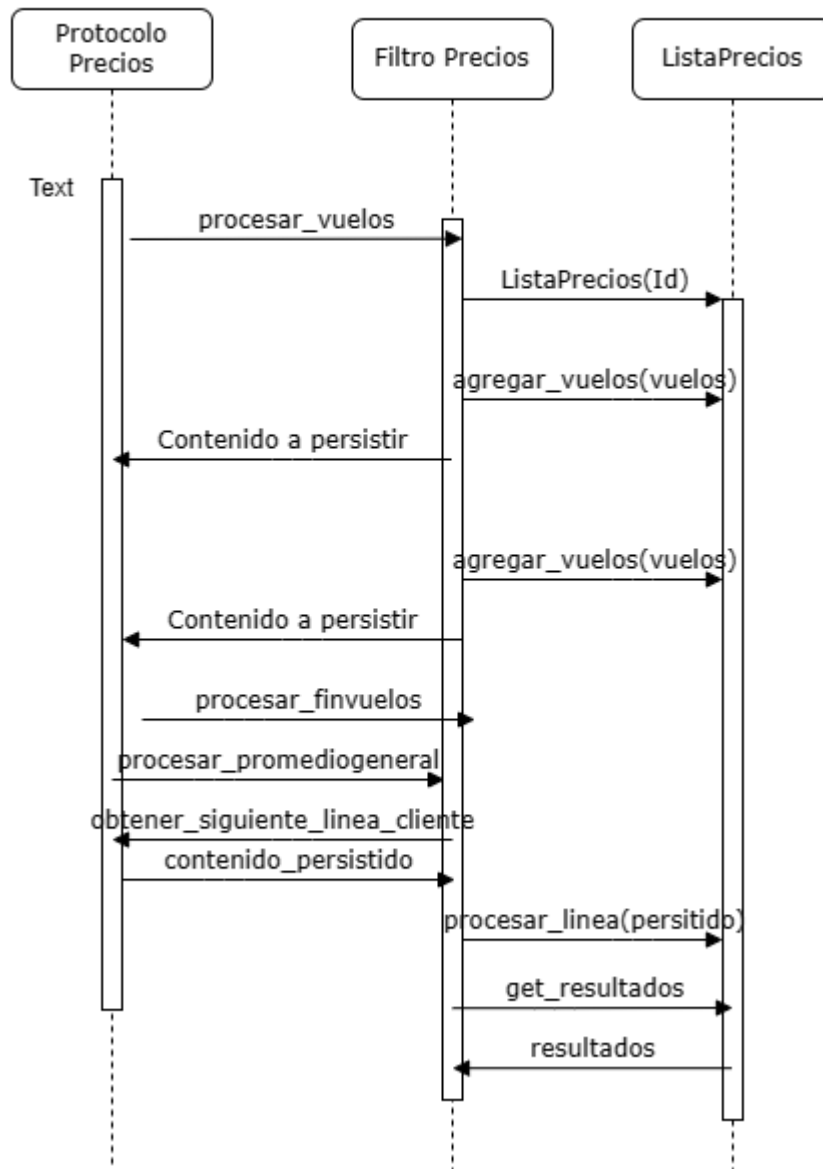 Protocolo
Precios
Filtro Precios
ListaPrecios
Text
procesar_vuelos
ListaPrecios(Id)
agregar_vuelos(vuelos)
Contenido a persistir
agregar_vuelos(vuelos)
Contenido a persistir
procesar_finvuelos
procesar_promediogeneral
obtener_siguiente_linea_cliente
contenido_persistido
procesar_linea(persitido)
get_resultados
resultados